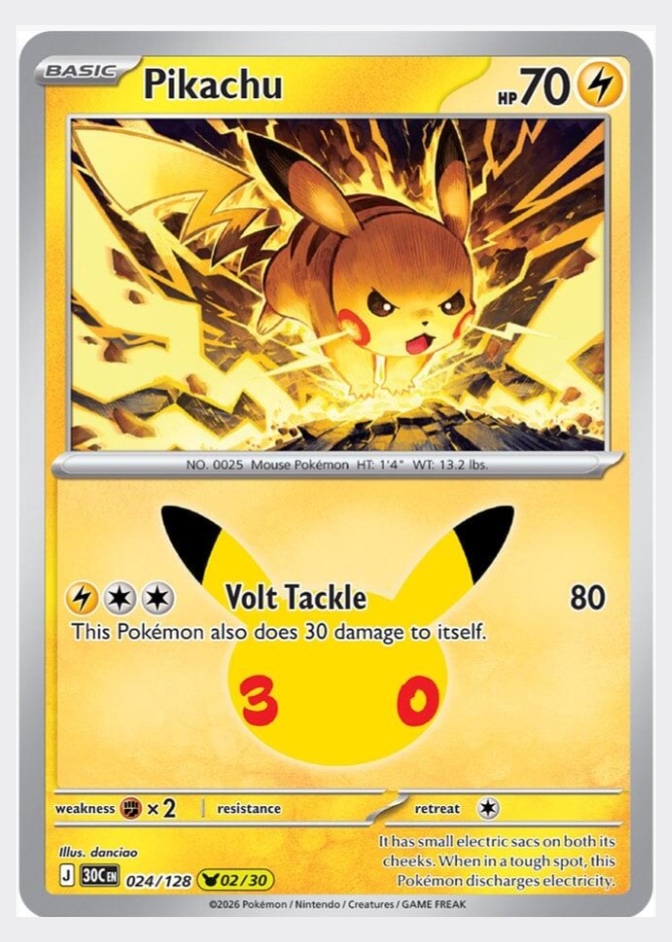 BASIC Pikachu HP 70
NO. 0025 Mouse Pokémon HT: 1'4" WT: 13.2 lbs.
Volt Tackle 80
This Pokémon also does 30 damage to itself.
3 0
weakness ×2 resistance retreat
Illus. danciao
It has small electric sacs on both its
cheeks. When in a tough spot, this
Pokémon discharges electricity.
J 30C EN 024/128 02/30
©2026 Pokémon / Nintendo / Creatures / GAME FREAK